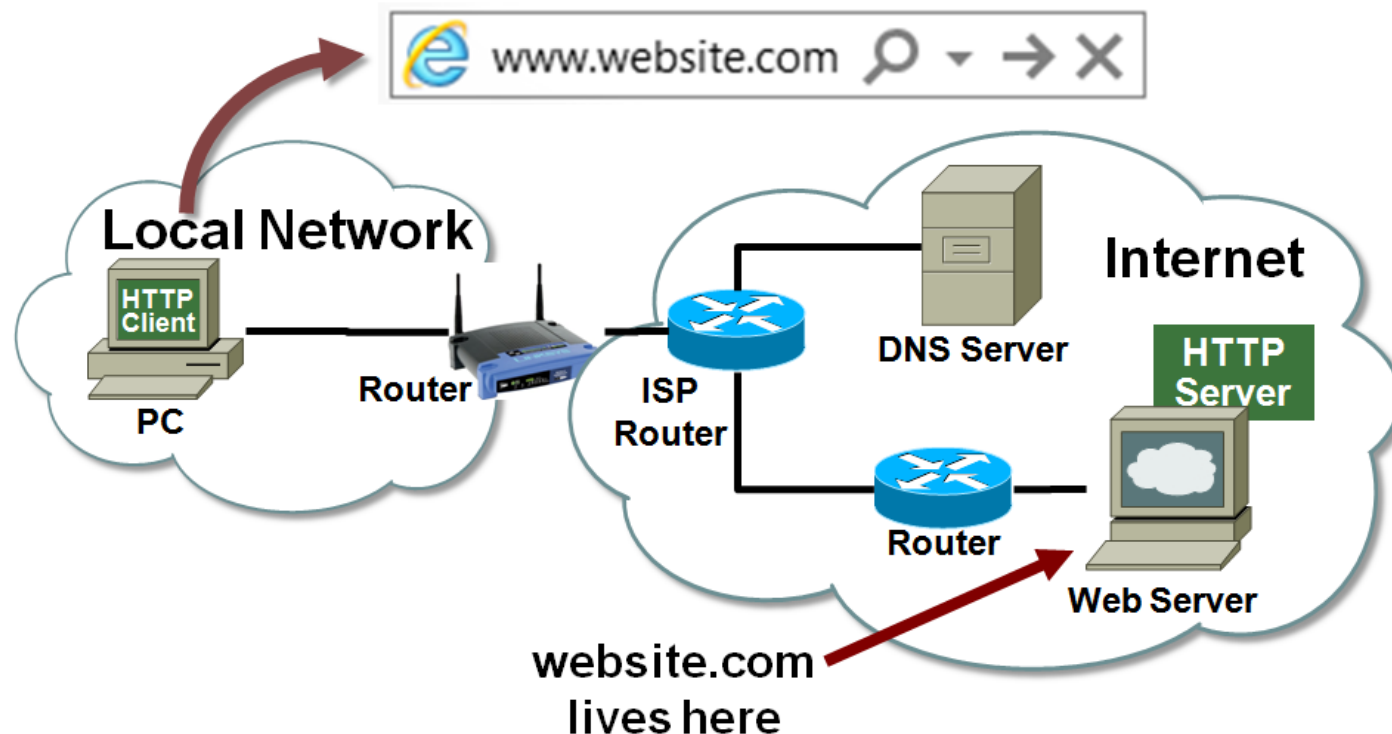 www.website.com
Local Network
Internet
HTTP
Client
PC
Router
ISP
Router
DNS Server
HTTP
Server
Router
Web Server
website.com
lives here